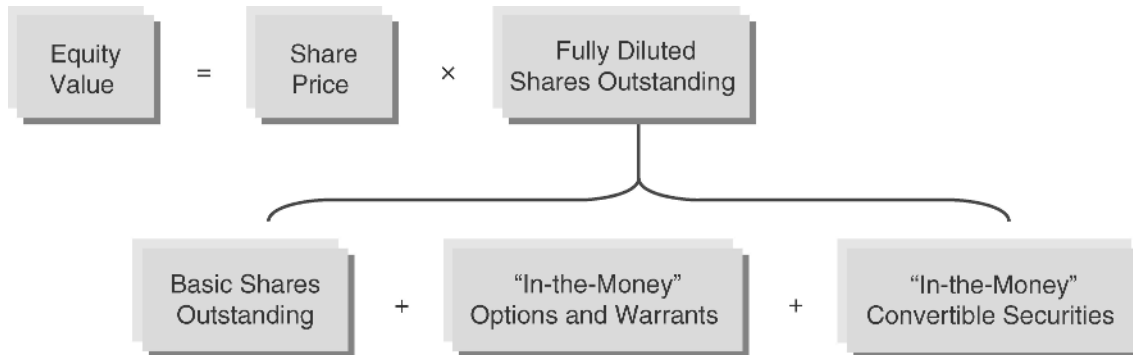 Equity
Value
=
Share
Price
×
Fully Diluted
Shares Outstanding
Basic Shares
Outstanding
+
“In-the-Money”
Options and Warrants
+
“In-the-Money”
Convertible Securities